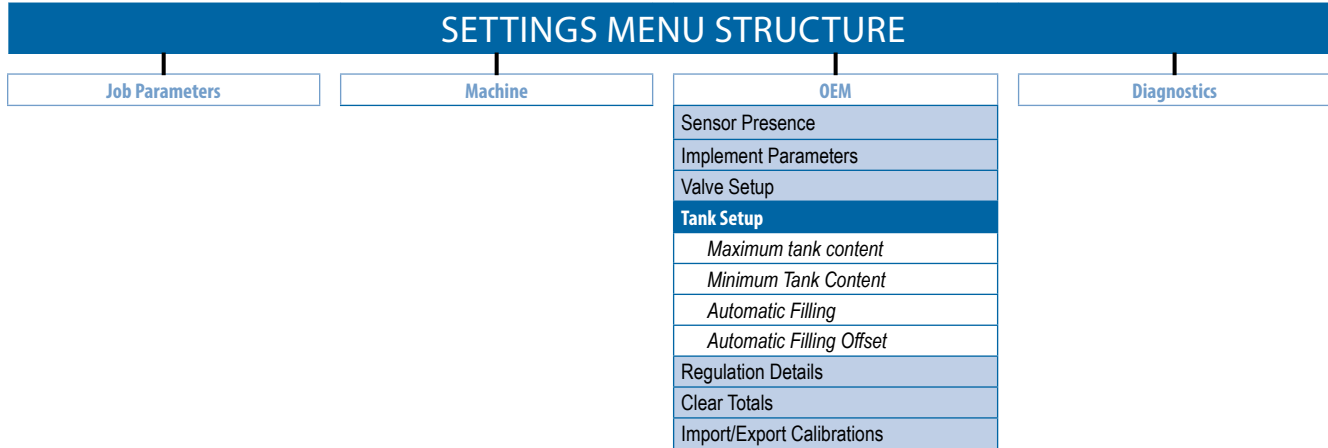 SETTINGS MENU STRUCTURE
Job Parameters
Machine
OEM
Diagnostics
Sensor Presence
Implement Parameters
Valve Setup
Tank Setup
Maximum tank content
Minimum Tank Content
Automatic Filling
Automatic Filling Offset
Regulation Details
Clear Totals
Import/Export Calibrations